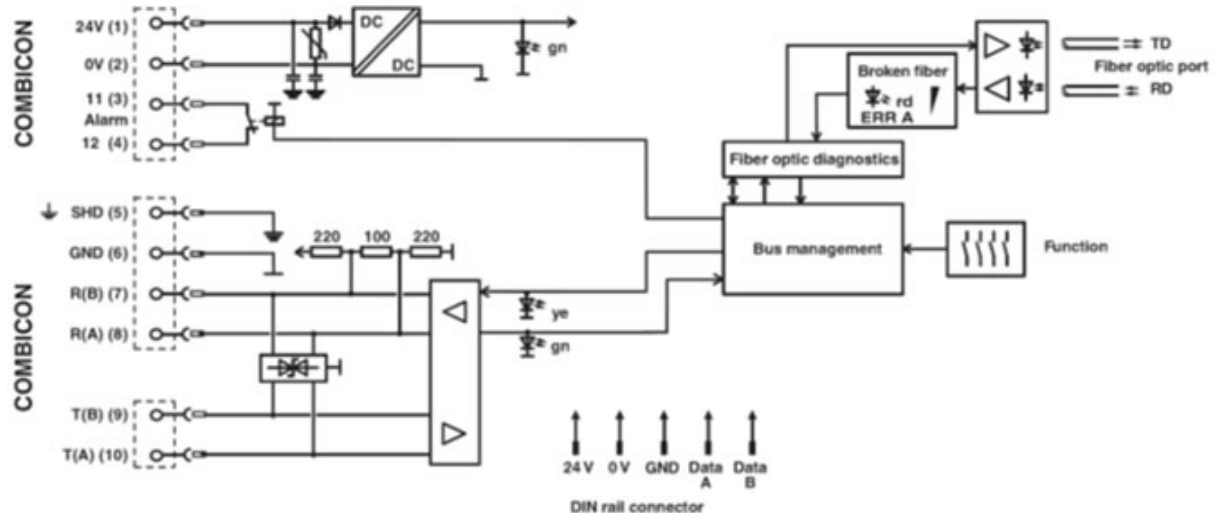 COMBICON
24V (1)
0V (2)
11 (3)
Alarm
12 (4)
DC
DC
gn
Broken fiber
rd
ERR A
TD
Fiber optic port
RD
Fiber optic diagnostics
Bus management
Function
COMBICON
SHD (5)
GND (6)
R(B) (7)
R(A) (8)
T(B) (9)
T(A) (10)
220 100 220
ye
gn
24 V 0 V GND Data Data
A B
DIN rail connector